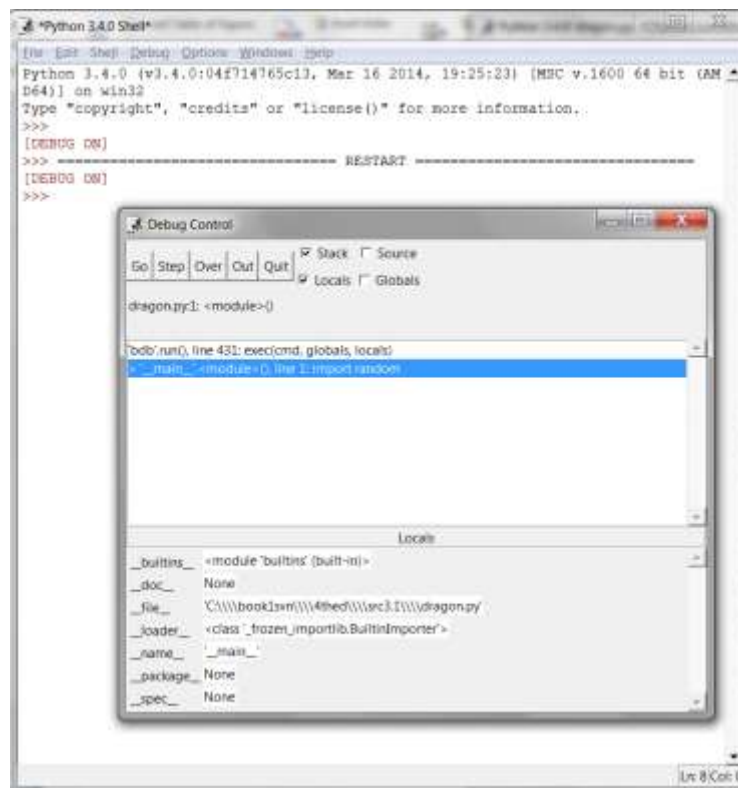 *Python 3.4.0 Shell*
File Edit Shell Debug Options Windows Help
Python 3.4.0 (v3.4.0:04f714765c13, Mar 16 2014, 19:25:23) [MSC v.1600 64 bit (AM
D64)] on win32
Type "copyright", "credits" or "license()" for more information.
>>>
[DEBUG ON]
>>> ================================ RESTART ================================
[DEBUG ON]
>>>
Debug Control
Go Step Over Out Quit Stack Source
Locals Globals
dragon.py:1: <module>()
'bdb'.run(), line 431: exec(cmd, globals, locals)
> '__main__'.<module>(), line 1: import random
Locals
__builtins__ <module 'builtins' (built-in)>
__doc__ None
__file__ 'C:\\\\book1svn\\\\4thed\\\\src3.1\\\\dragon.py'
__loader__ <class '_frozen_importlib.BuiltinImporter'>
__name__ '__main__'
__package__ None
__spec__ None
Ln: 8 Col: